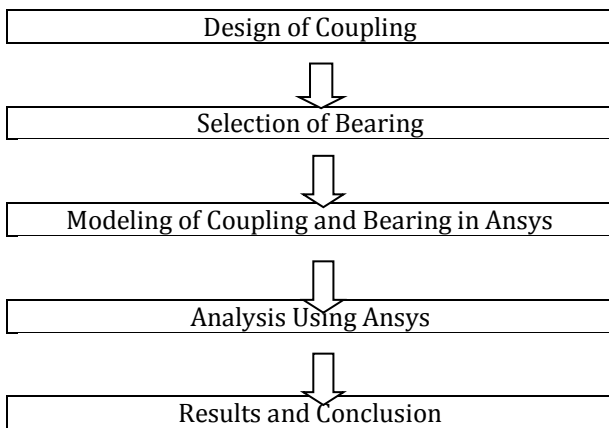 Design of Coupling
Selection of Bearing
Modeling of Coupling and Bearing in Ansys
Analysis Using Ansys
Results and Conclusion